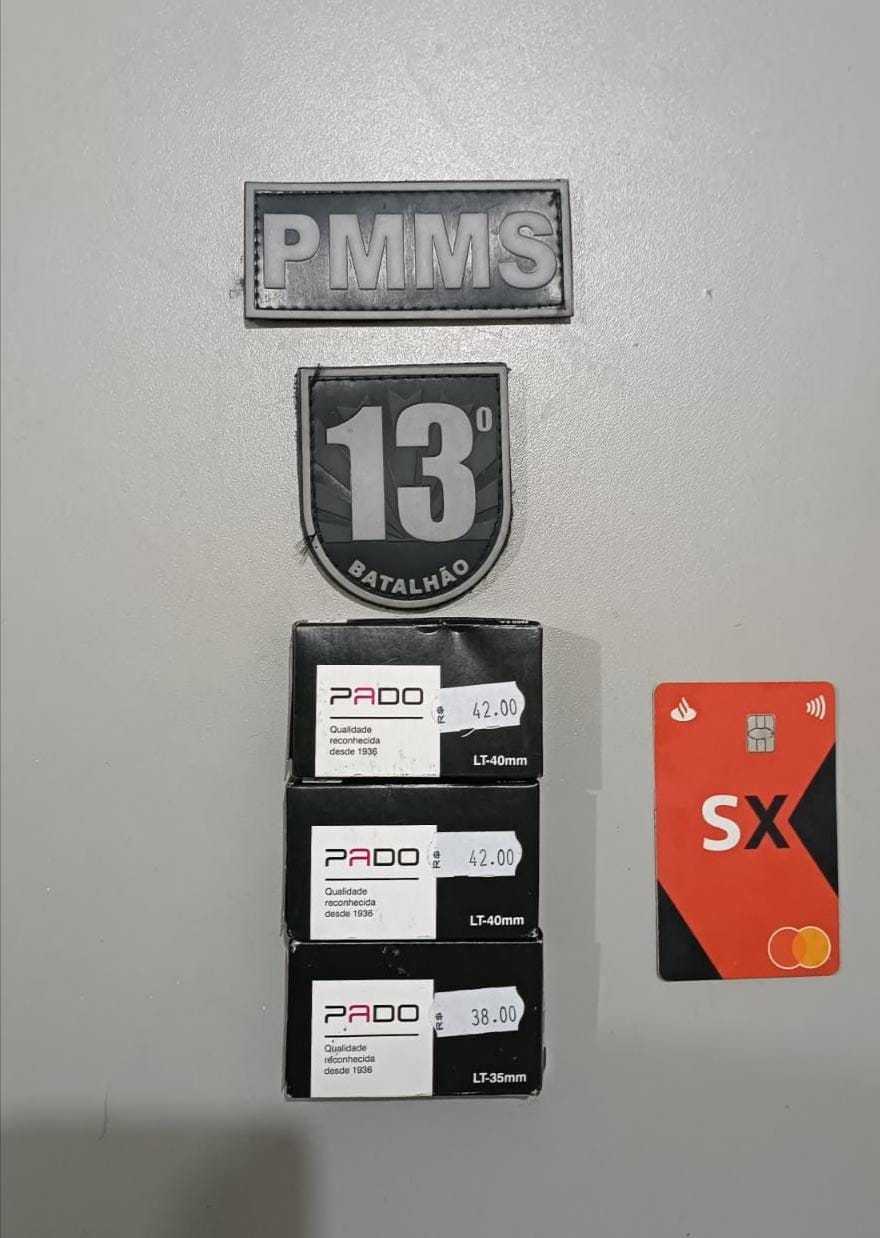 PMMS
13º
BATALHÃO
PADO
Qualidade
reconhecida
desde 1936
R$ 42.00
LT-40mm
PADO
Qualidade
reconhecida
desde 1936
R$ 42.00
LT-40mm
PADO
Qualidade
reconhecida
desde 1936
R$ 38.00
LT-35mm
SX